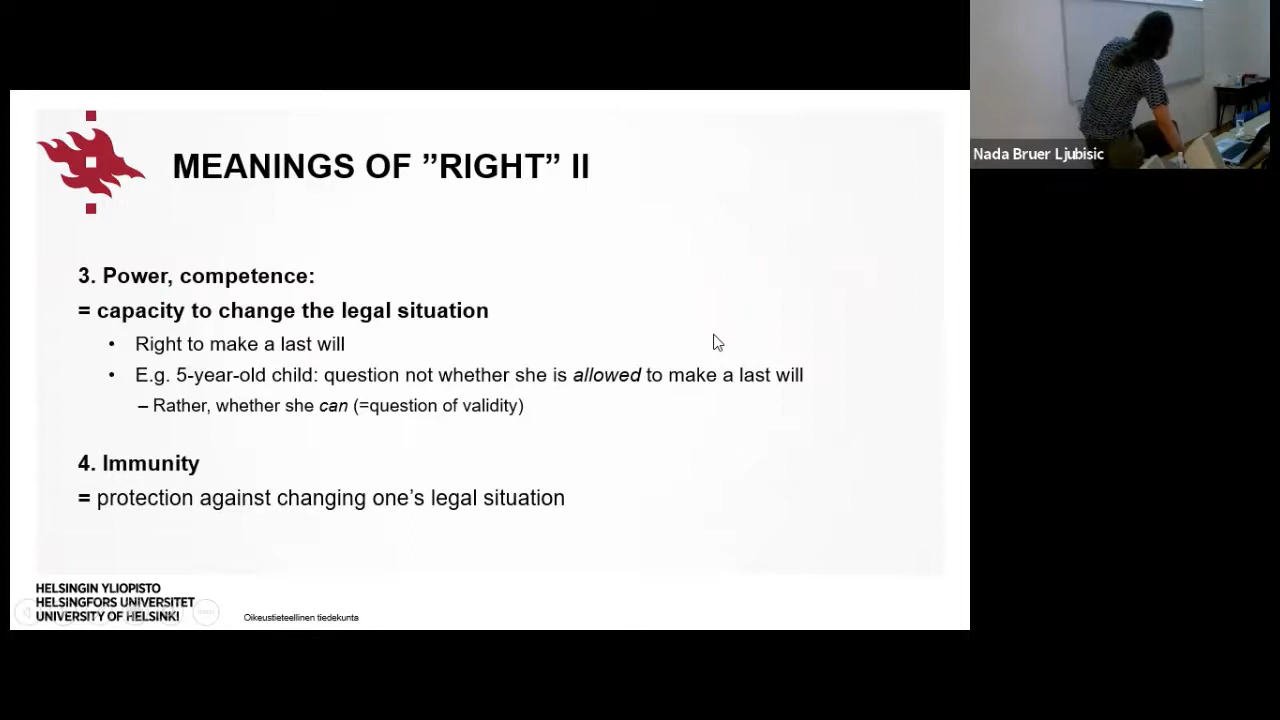 Nada Bruer Ljubisic
MEANINGS OF ”RIGHT” II
3. Power, competence:
= capacity to change the legal situation
• Right to make a last will
• E.g. 5-year-old child: question not whether she is allowed to make a last will
– Rather, whether she can (=question of validity)
4. Immunity
= protection against changing one’s legal situation
HELSINGIN YLIOPISTO
HELSINGFORS UNIVERSITET
UNIVERSITY OF HELSINKI
Oikeustieteellinen tiedekunta